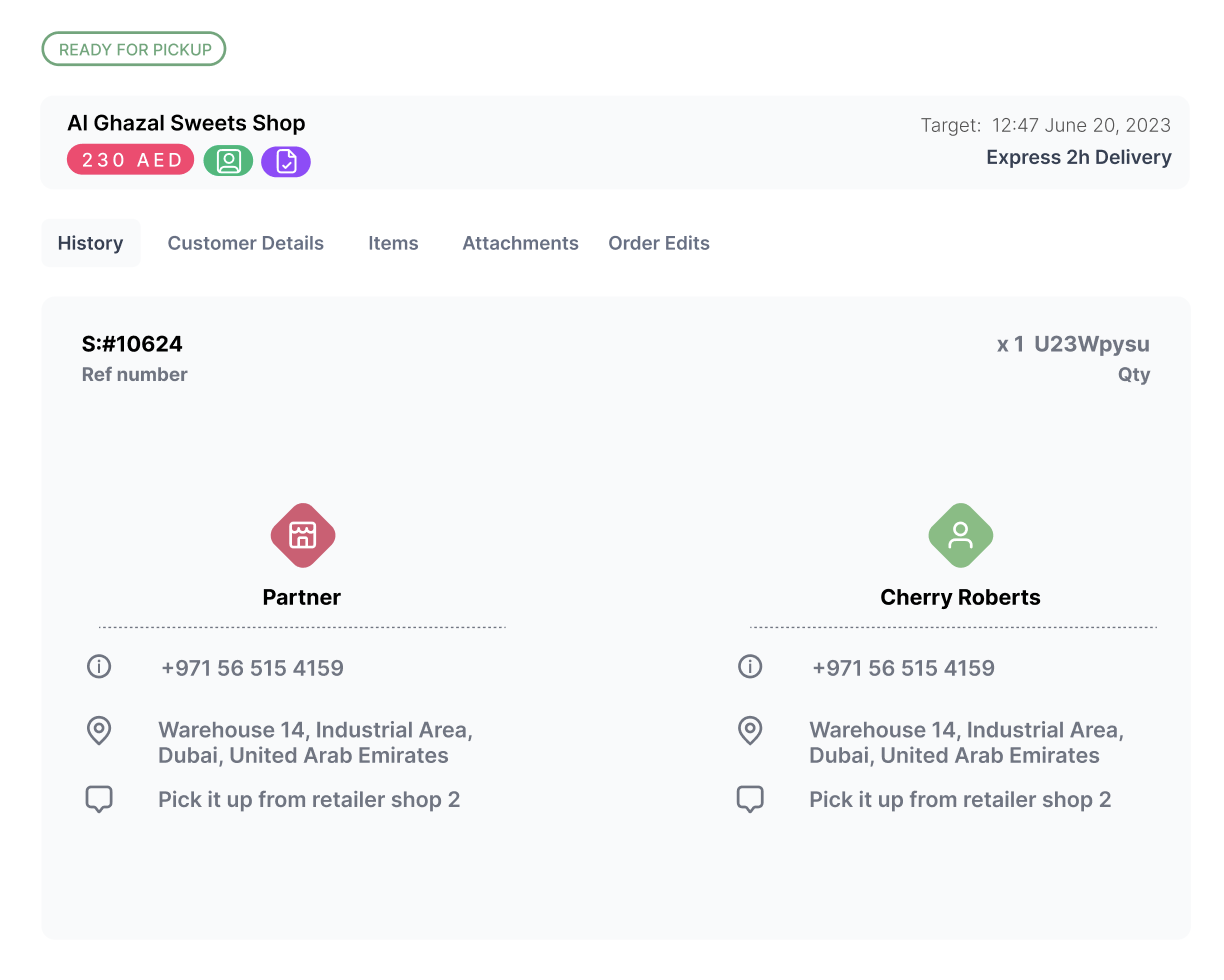 READY FOR PICKUP
Al Ghazal Sweets Shop
Target: 12:47 June 20, 2023
230 AED
Express 2h Delivery
History Customer Details Items Attachments Order Edits
S:#10624
x 1 U23Wpysu
Ref number
Qty
Partner
Cherry Roberts
+971 56 515 4159
+971 56 515 4159
Warehouse 14, Industrial Area,
Dubai, United Arab Emirates
Warehouse 14, Industrial Area,
Dubai, United Arab Emirates
Pick it up from retailer shop 2
Pick it up from retailer shop 2